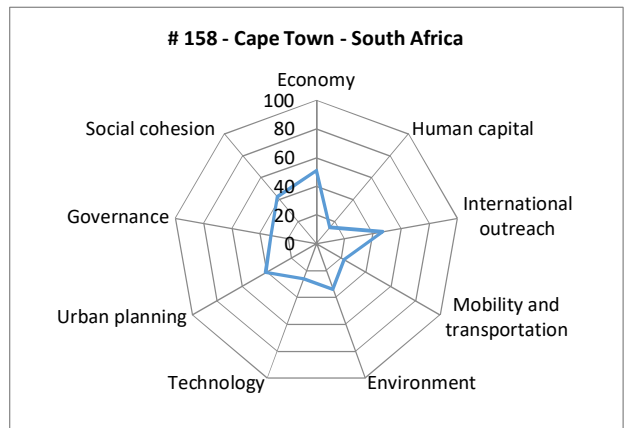 # 158 - Cape Town - South Africa
Economy
Human capital
International
outreach
Mobility and
transportation
Environment
Technology
Urban planning
Governance
Social cohesion
100
80
60
40
20
0